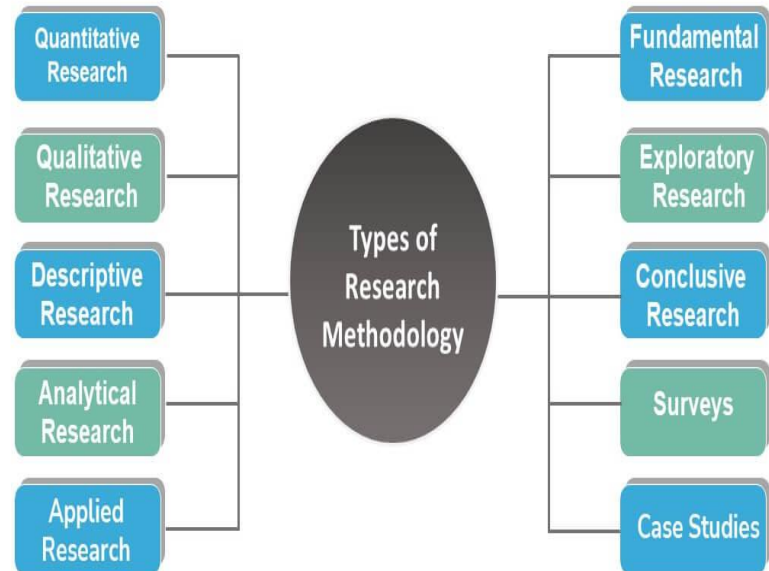 Quantitative
Research
Qualitative
Research
Descriptive
Research
Analytical
Research
Applied
Research
Types of
Research
Methodology
Fundamental
Research
Exploratory
Research
Conclusive
Research
Surveys
Case Studies